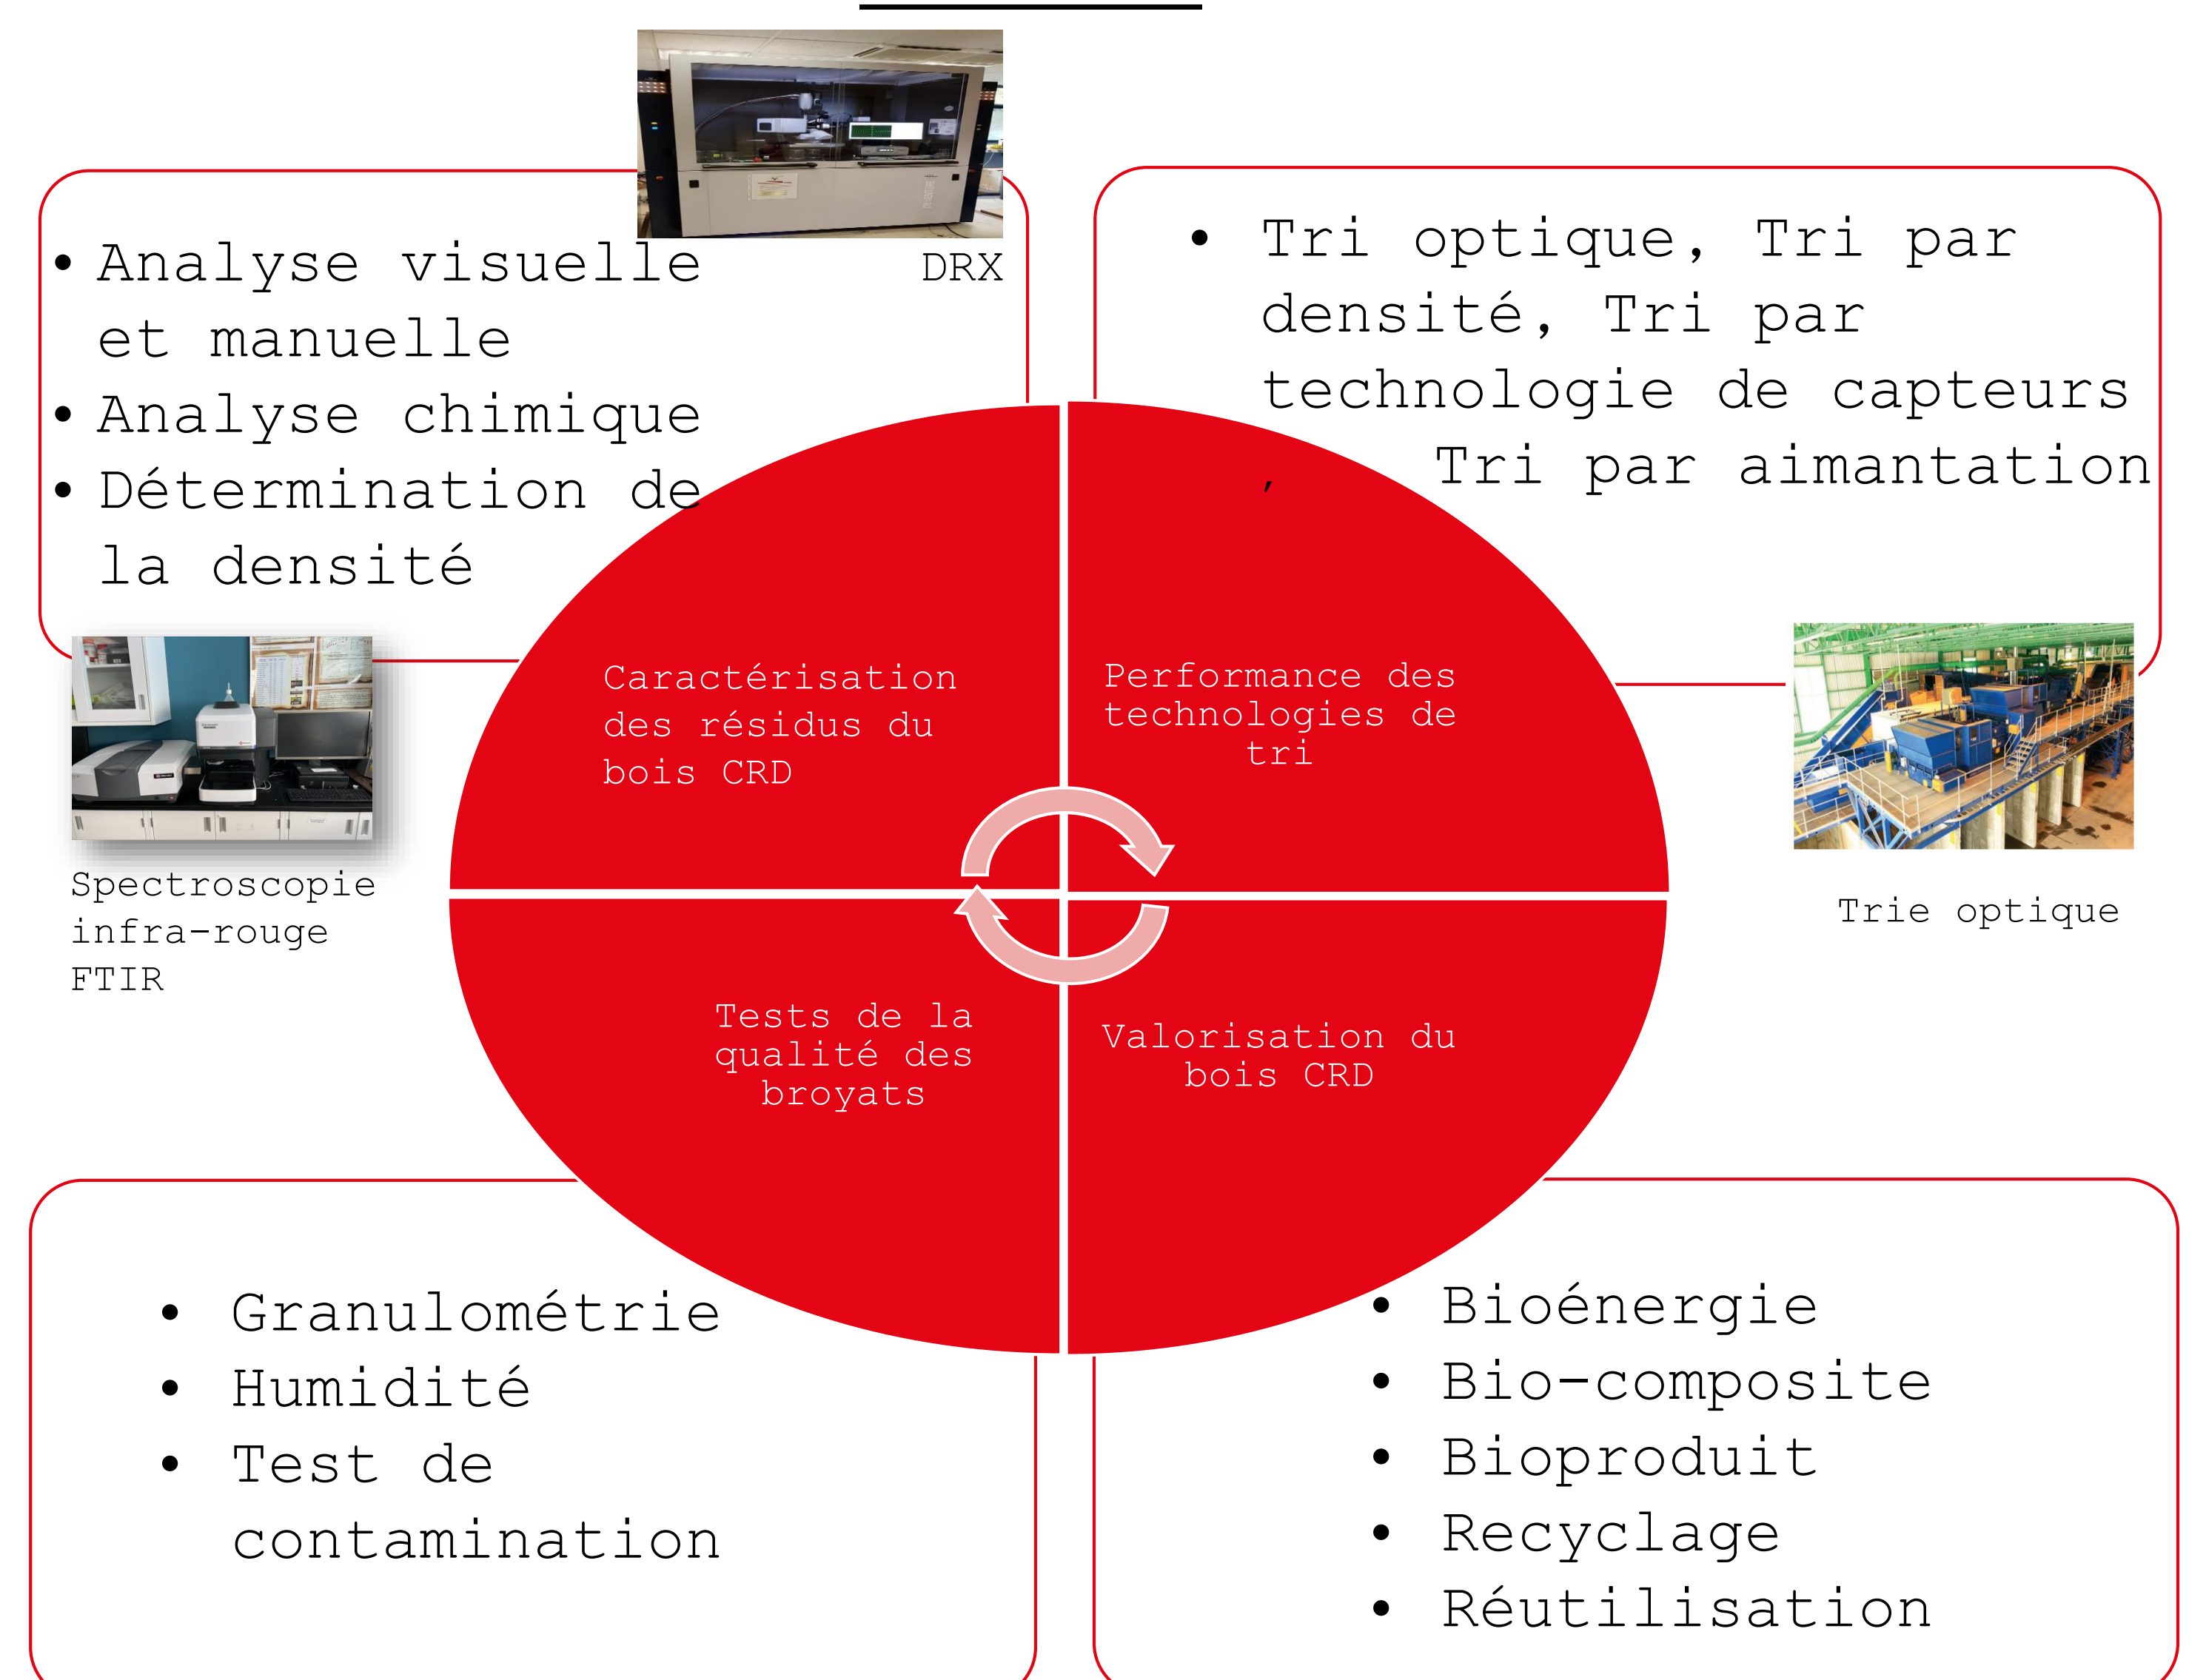 • Analyse visuelle
et manuelle
• Analyse chimique
• Détermination de
la densité
DRX
• Tri optique, Tri par
densité, Tri par
technologie de capteurs
, Tri par aimantation
Caractérisation
des résidus du
bois CRD
Performance des
technologies de
tri
Spectroscopie
infra-rouge
FTIR
Trie optique
Tests de la
qualité des
broyats
Valorisation du
bois CRD
• Granulométrie
• Humidité
• Test de
contamination
• Bioénergie
• Bio-composite
• Bioproduit
• Recyclage
• Réutilisation